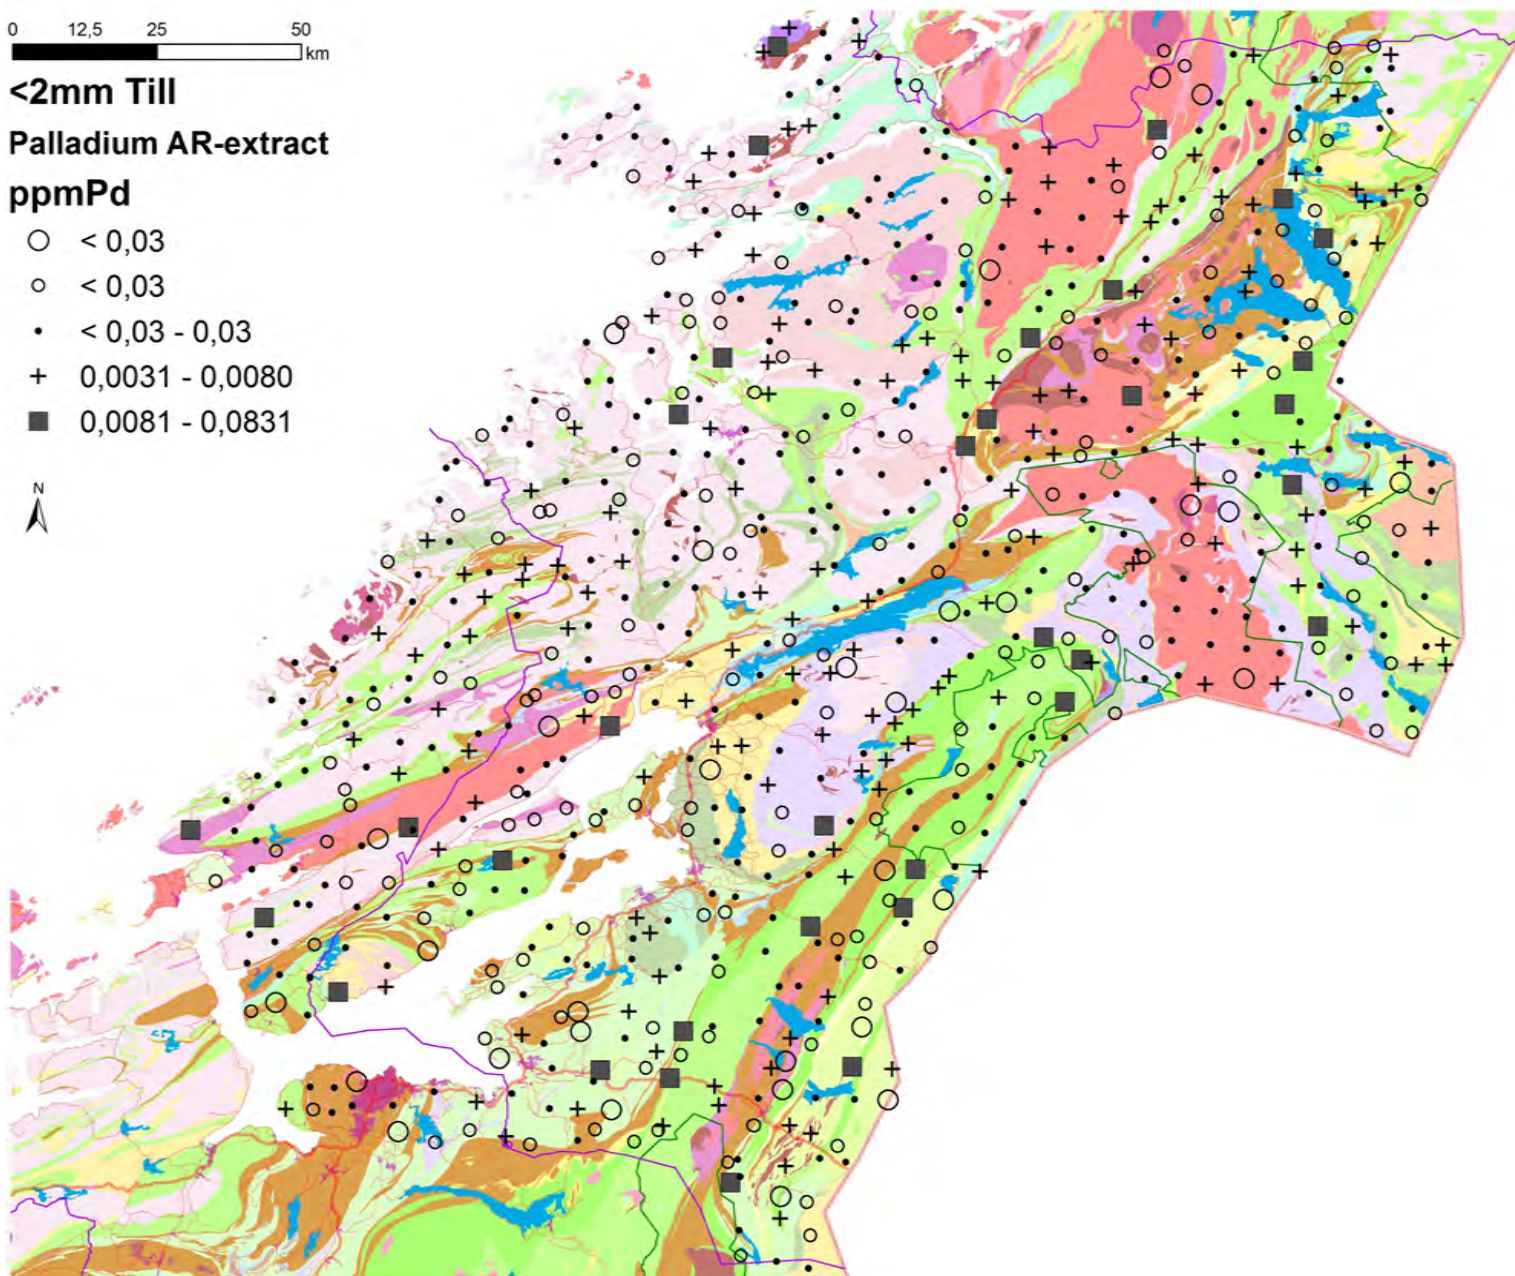 0 12,5 25 50
km
<2mm Till
Palladium AR-extract
ppmPd
< 0,03
< 0,03
< 0,03 - 0,03
0,0031 - 0,0080
0,0081 - 0,0831
N